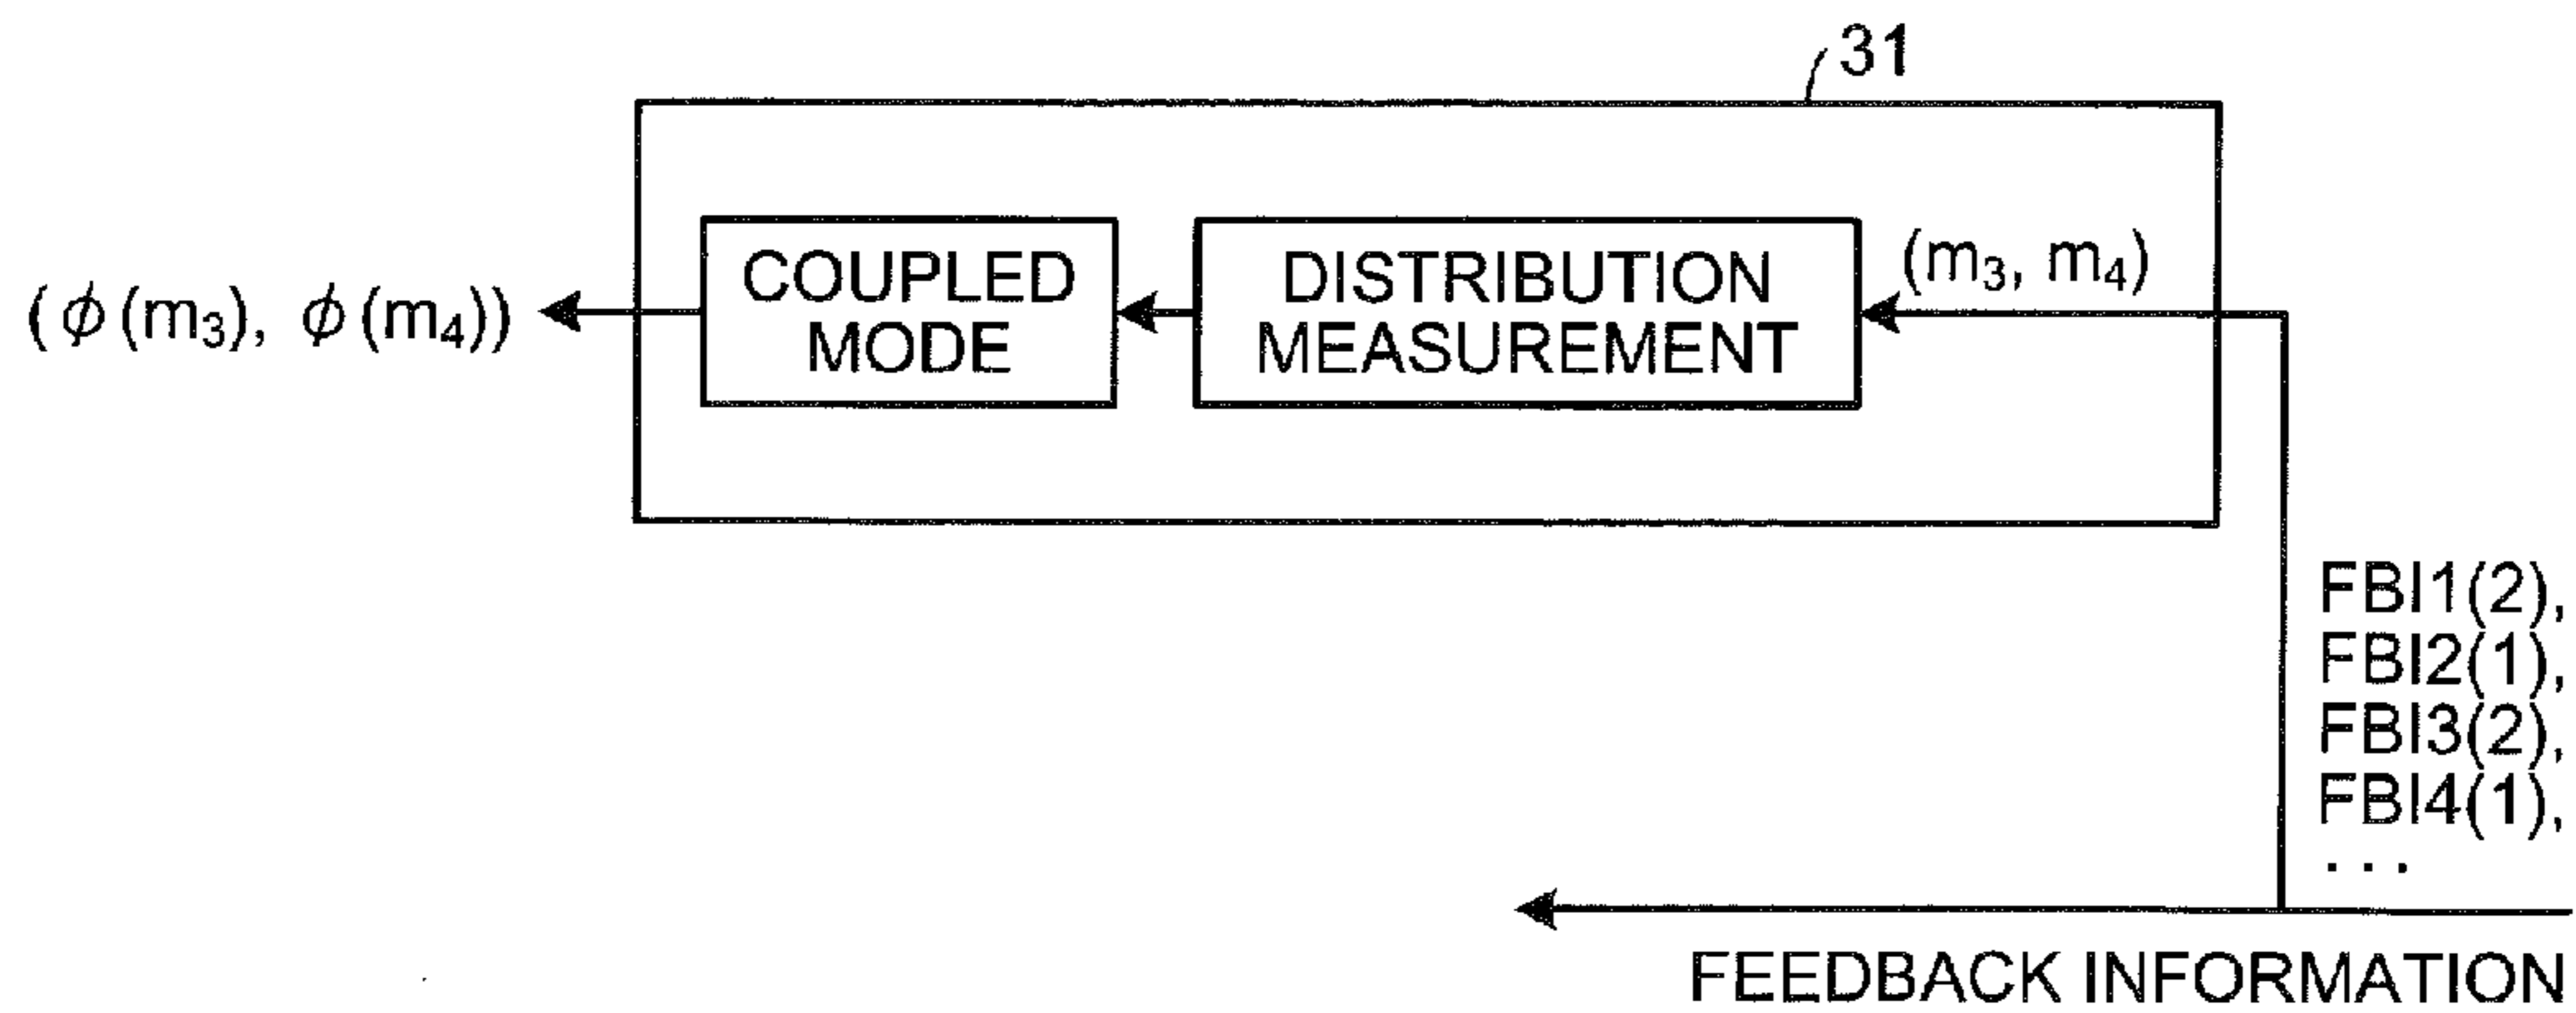 31
COUPLED
MODE
DISTRIBUTION
MEASUREMENT
(m₃, m₄)
(ϕ(m₃), ϕ(m₄))
FBI1(2),
FBI2(1),
FBI3(2),
FBI4(1),
...
FEEDBACK INFORMATION